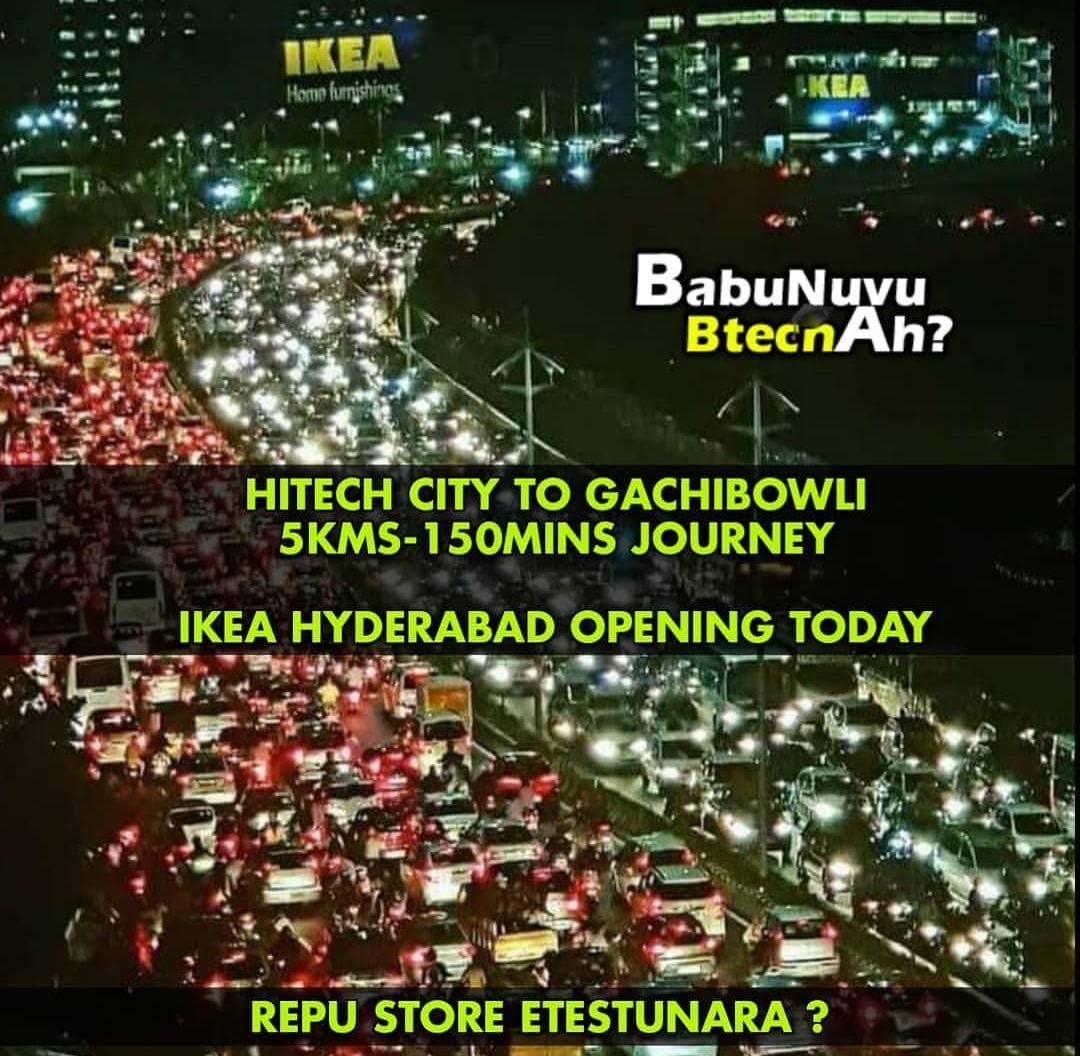 IKEA
Home furnishings
IKEA
BabuNuvu
BtechAh?
HITECH CITY TO GACHIBOWLI
5KMS-150MINS JOURNEY
IKEA HYDERABAD OPENING TODAY
REPU STORE ETESTUNARA ?